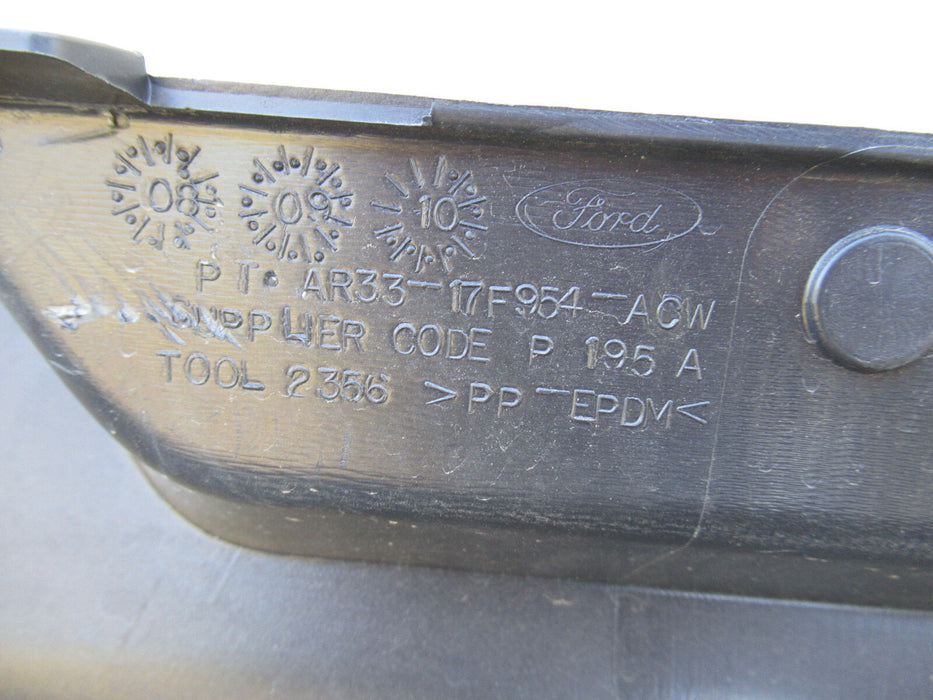 08 09 10 Ford
PT. AR33-17F954-ACW
SUPPLIER CODE P 195 A
TOOL 2356 >PP-EPDM<